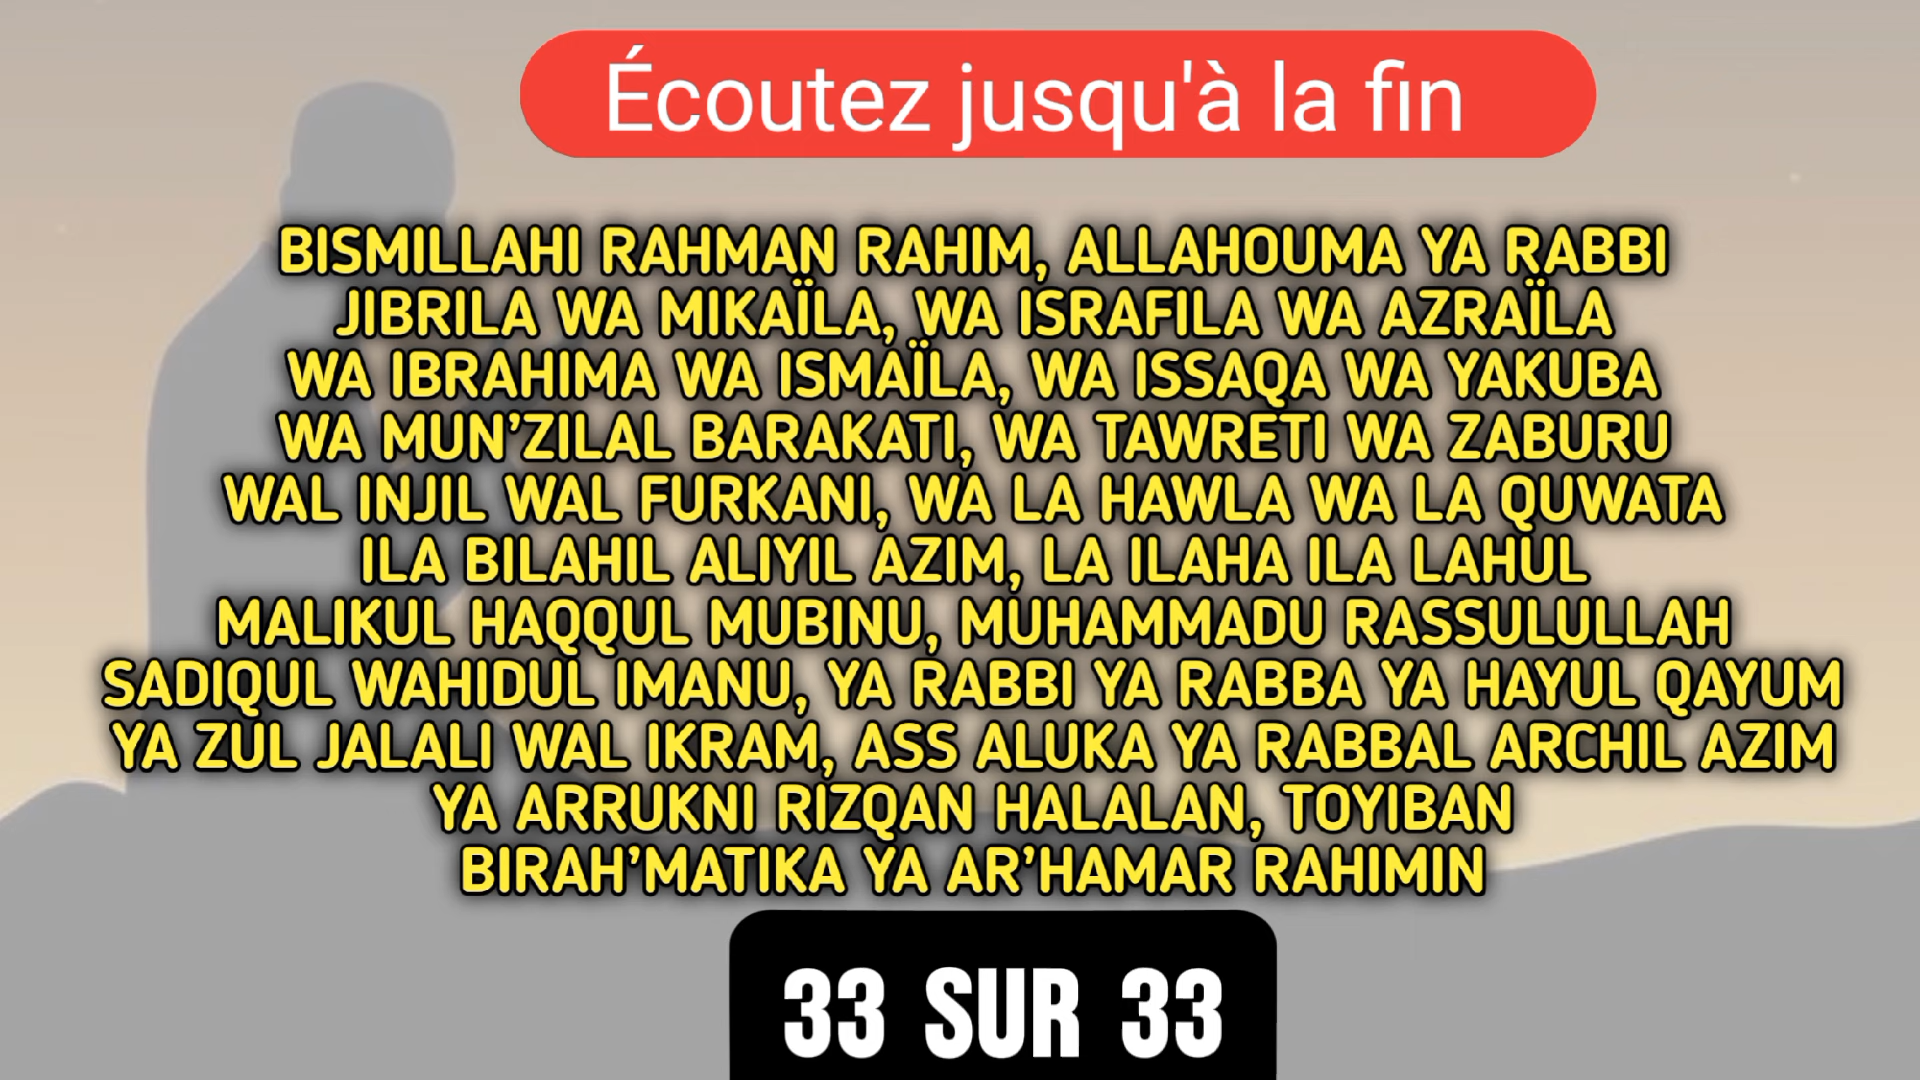 Écoutez jusqu'à la fin
BISMILLAHI RAHMAN RAHIM, ALLAHOUMA YA RABBI
JIBRILA WA MIKAÏLA, WA ISRAFILA WA AZRAÏLA
WA IBRAHIMA WA ISMAÏLA, WA ISSAQA WA YAKUBA
WA MUN’ZILAL BARAKATI, WA TAWRETI WA ZABURU
WAL INJIL WAL FURKANI, WA LA HAWLA WA LA QUWATA
ILA BILAHIL ALIYIL AZIM, LA ILAHA ILA LAHUL
MALIKUL HAQQUL MUBINU, MUHAMMADU RASSULULLAH
SADIQUL WAHIDUL IMANU, YA RABBI YA RABBA YA HAYUL QAYUM
YA ZUL JALALI WAL IKRAM, ASS ALUKA YA RABBAL ARCHIL AZIM
YA ARRUKNI RIZQAN HALALAN, TOYIBAN
BIRAH’MATIKA YA AR’HAMAR RAHIMIN
33 SUR 33